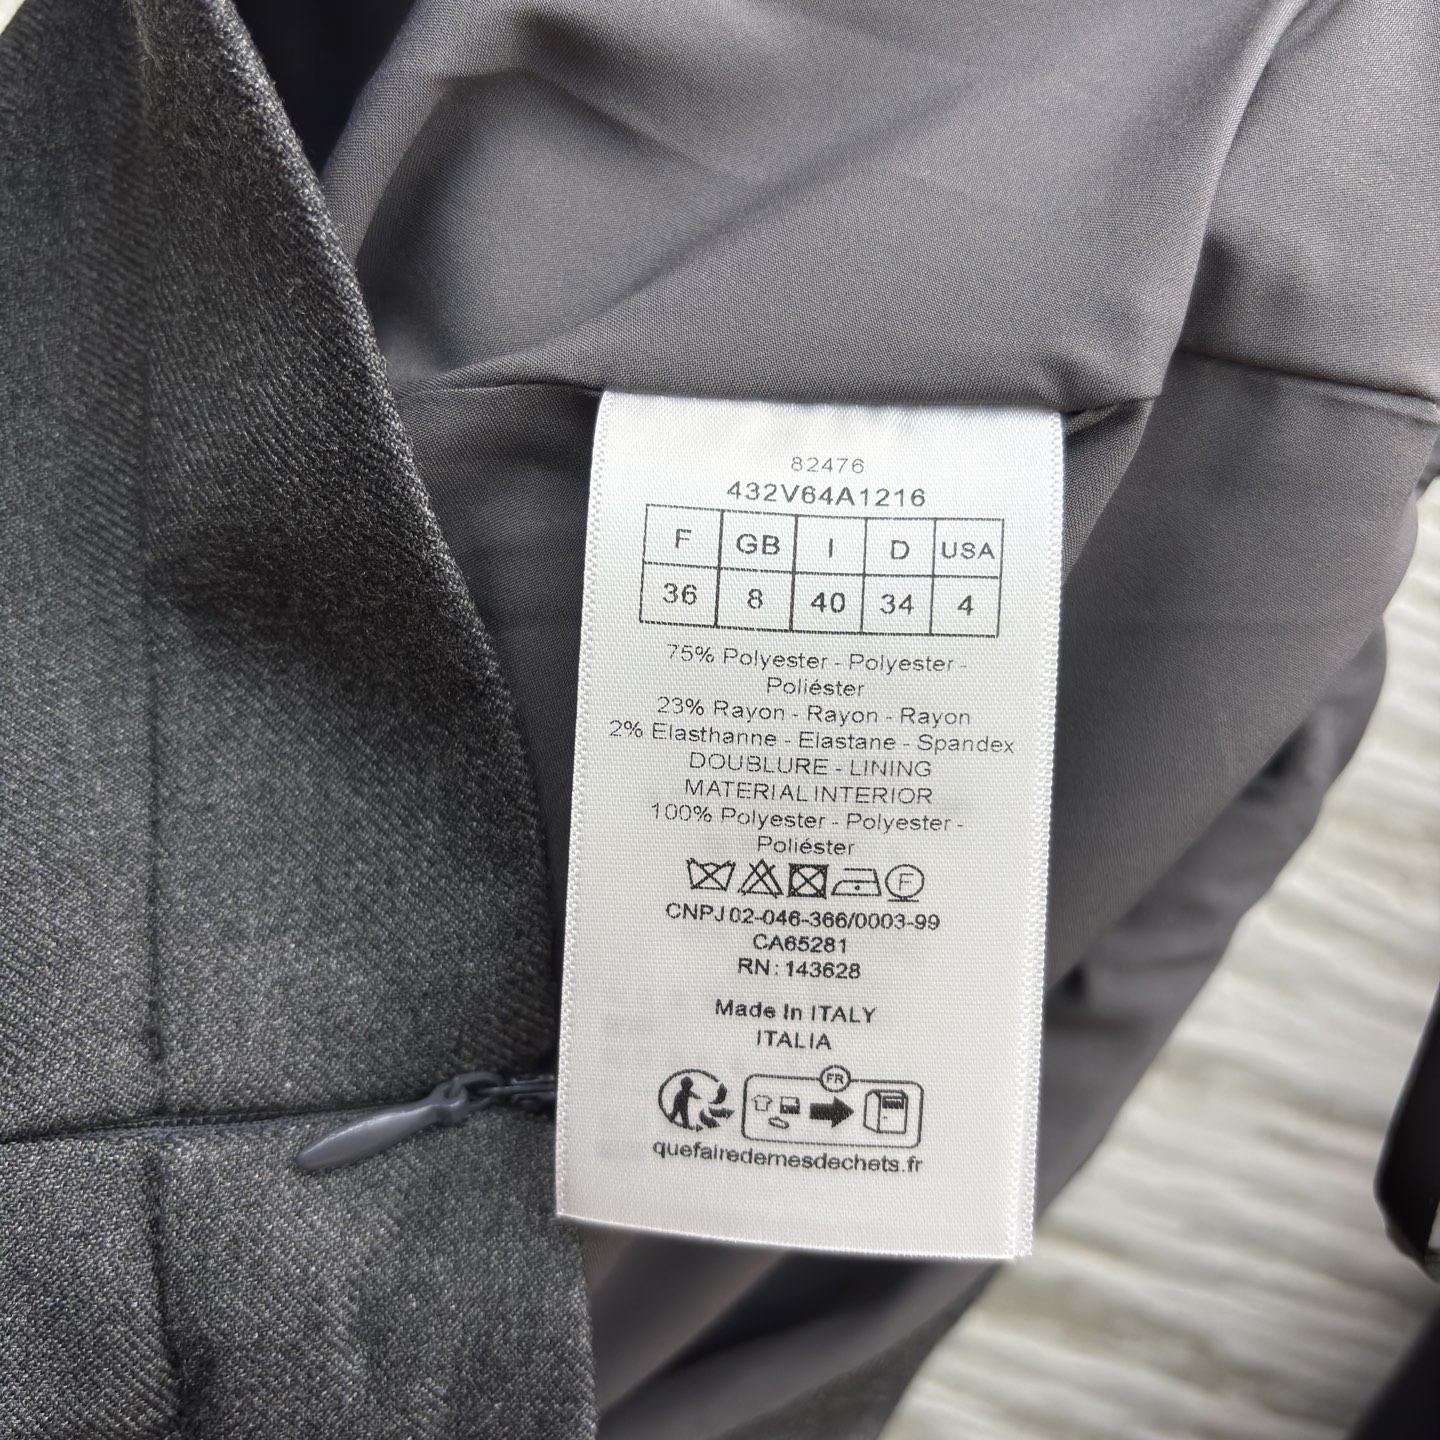 82476
432V64A1216
F GB I D USA
36 8 40 34 4
75% Polyester - Polyester -
Poliéster
23% Rayon - Rayon - Rayon
2% Elasthanne - Elastane - Spandex
DOUBLURE - LINING
MATERIAL INTERIOR
100% Polyester - Polyester -
Poliéster
F
CNPJ 02-046-366/0003-99
CA65281
RN: 143628
Made In ITALY
ITALIA
FR
quefairedemesdechets.fr